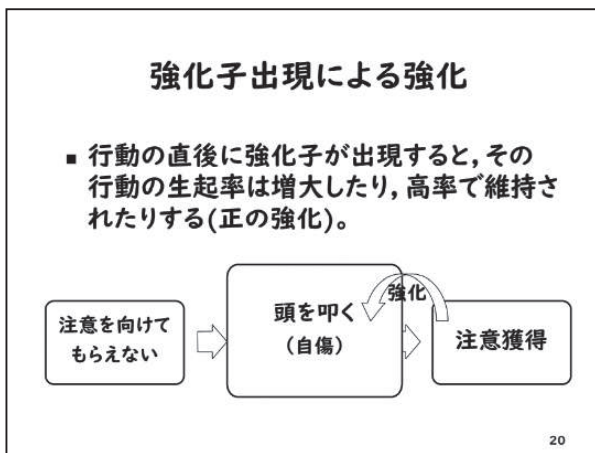 強化子出現による強化
■ 行動の直後に強化子が出現すると,その
行動の生起率は増大したり,高率で維持さ
れたりする(正の強化)。
注意を向けて
もらえない
頭を叩く
(自傷)
強化
注意獲得
20